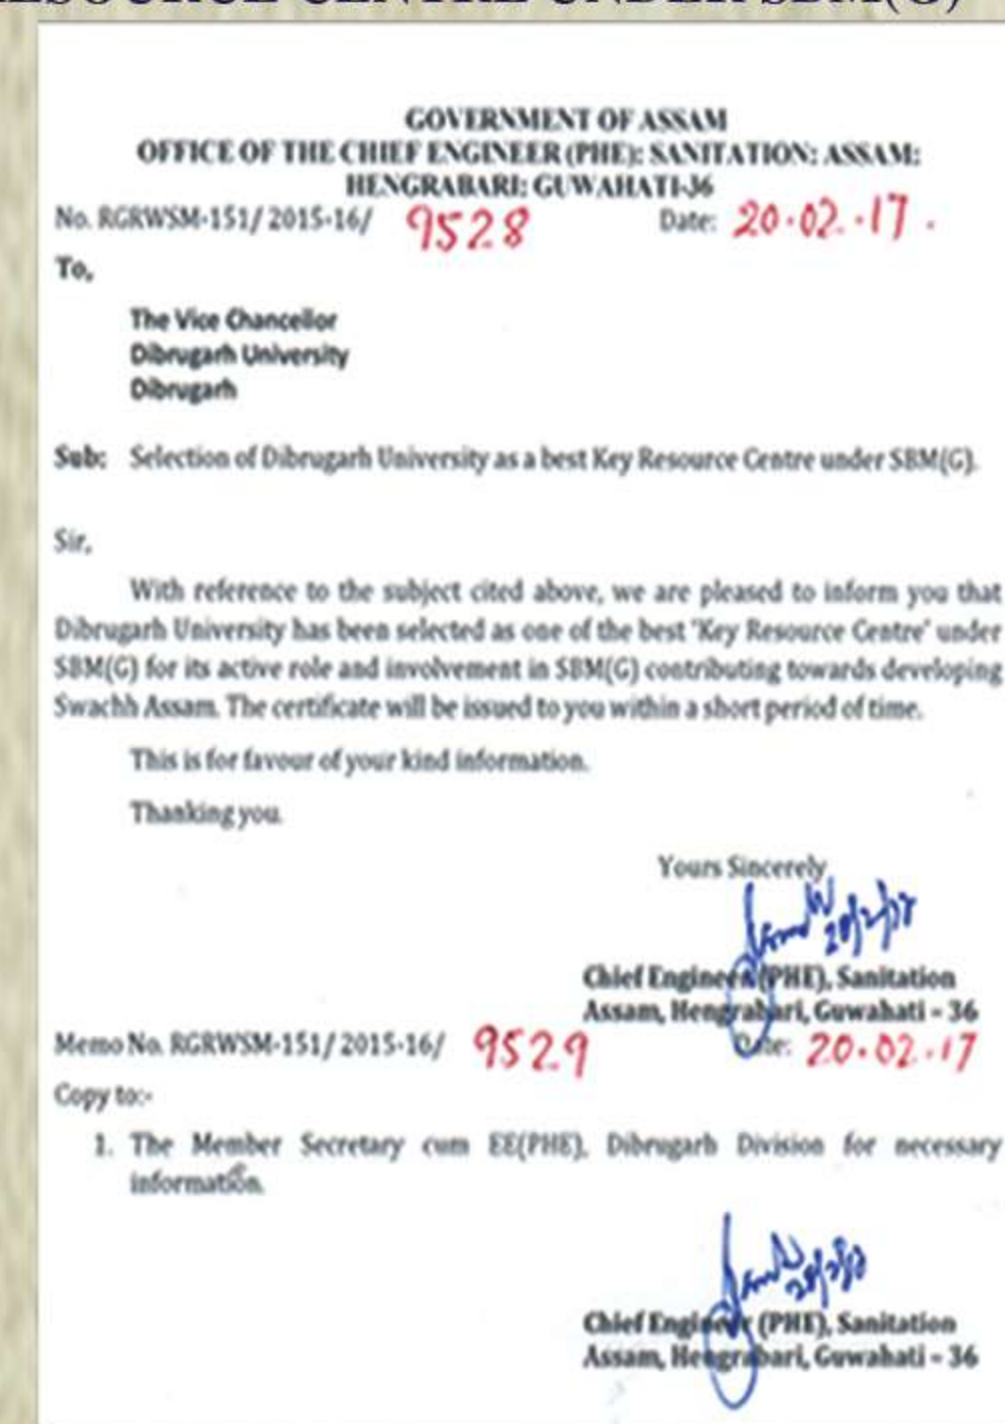 RESOURCE CENTRE UNDER SBM(G)
GOVERNMENT OF ASSAM
OFFICE OF THE CHIEF ENGINEER (PHE): SANITATION: ASSAM:
HENGRABARI: GUWAHATI-36
No. RGRWSM-151/ 2015-16/ 9528 Date: 20.02.-17.
To,
The Vice Chancellor
Dibrugarh University
Dibrugarh
Sub: Selection of Dibrugarh University as a best Key Resource Centre under SBM(G).
Sir,
With reference to the subject cited above, we are pleased to inform you that
Dibrugarh University has been selected as one of the best 'Key Resource Centre' under
SBM(G) for its active role and involvement in SBM(G) contributing towards developing
Swachh Assam. The certificate will be issued to you within a short period of time.
This is for favour of your kind information.
Thanking you.
Yours Sincerely
Chief Engineer (PHE), Sanitation
Assam, Hengrabari, Guwahati - 36
Memo No. RGRWSM-151/ 2015-16/ 9529 Date: 20.02.17
Copy to:-
1. The Member Secretary cum EE(PHE), Dibrugarh Division for necessary
information.
Chief Engineer (PHE), Sanitation
Assam, Hengrabari, Guwahati - 36